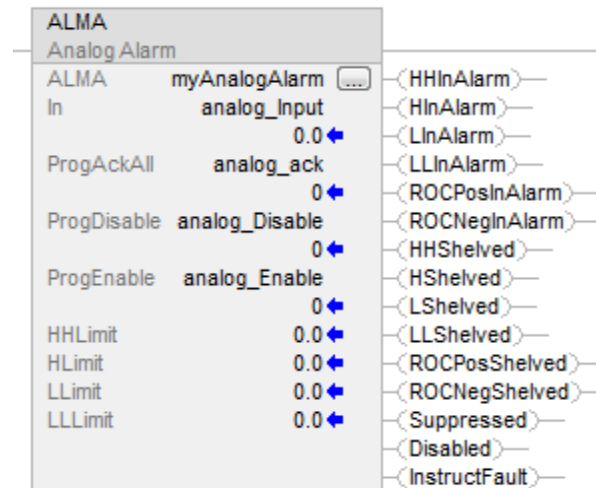 ALMA
Analog Alarm
ALMA myAnalogAlarm ... (HHInAlarm)
In analog_Input (HInAlarm)
0.0 (LInAlarm)
ProgAckAll analog_ack (LLInAlarm)
0 (ROCPosInAlarm)
ProgDisable analog_Disable (ROCNegInAlarm)
0 (HHShelved)
ProgEnable analog_Enable (HShelved)
0 (LShelved)
HHLimit 0.0 (LLShelved)
HLimit 0.0 (ROCPosShelved)
LLimit 0.0 (ROCNegShelved)
LLLimit 0.0 (Suppressed)
(Disabled)
(InstructFault)